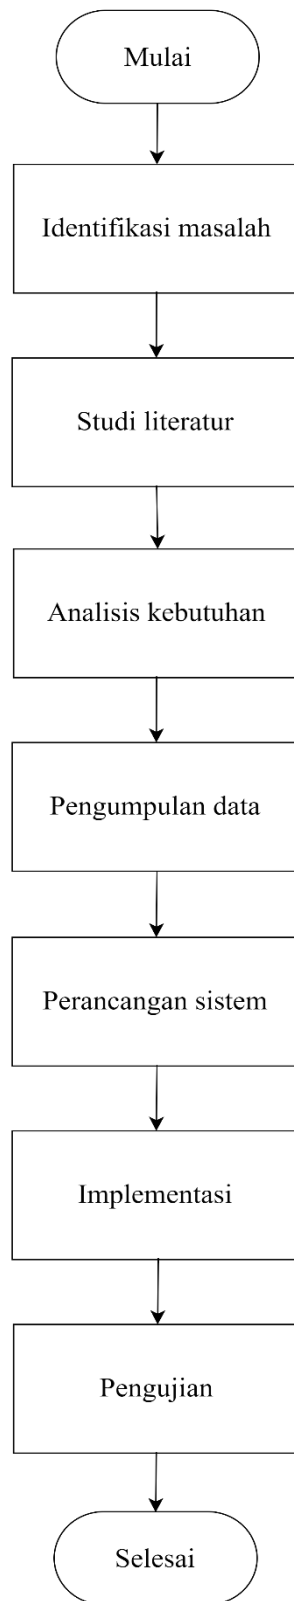 Mulai
Identifikasi masalah
Studi literatur
Analisis kebutuhan
Pengumpulan data
Perancangan sistem
Implementasi
Pengujian
Selesai